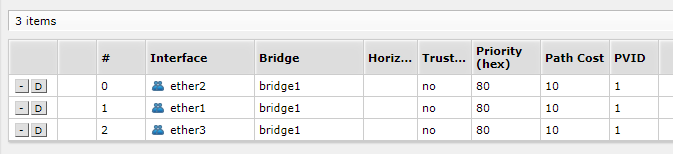 3 items
# Interface Bridge Horiz... Trust... Priority (hex) Path Cost PVID
- D 0 ether2 bridge1 no 80 10 1
- D 1 ether1 bridge1 no 80 10 1
- D 2 ether3 bridge1 no 80 10 1